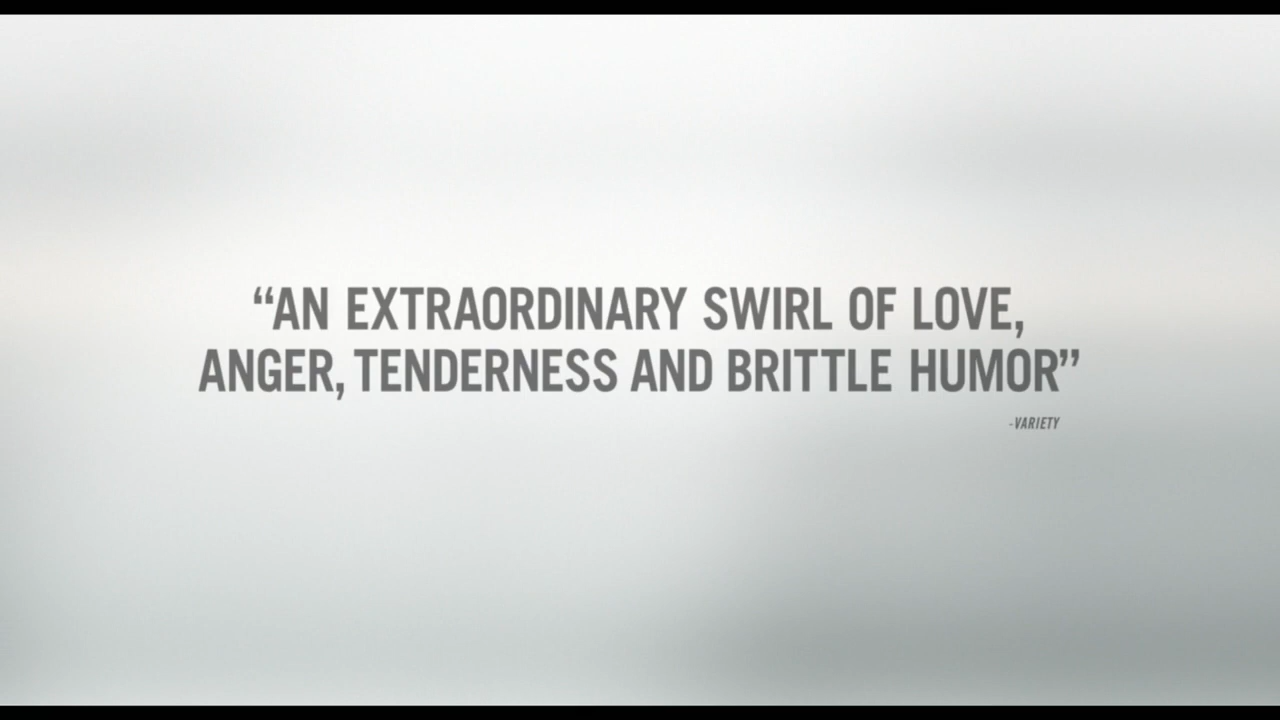 “AN EXTRAORDINARY SWIRL OF LOVE,
ANGER, TENDERNESS AND BRITTLE HUMOR”
-VARIETY